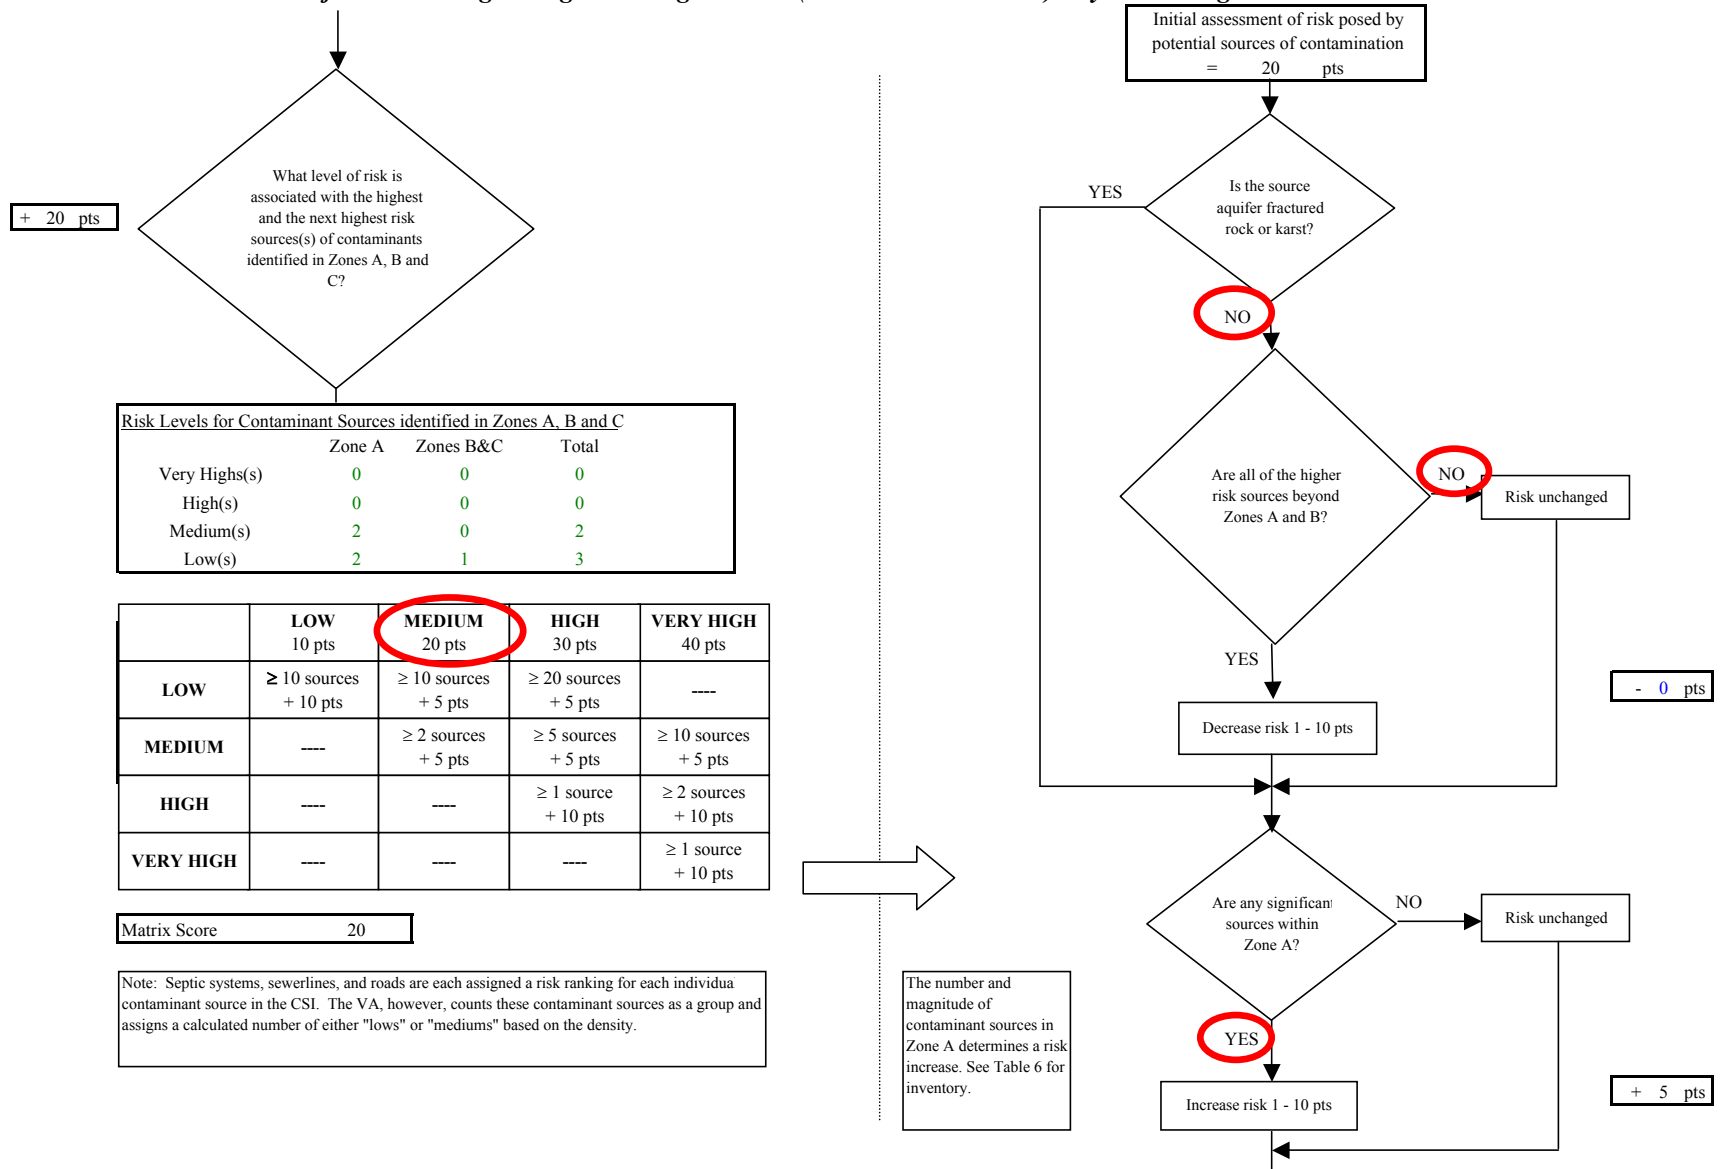 What level of risk is
associated with the highest
and the next highest risk
sources(s) of contaminants
identified in Zones A, B and
C?
+ 20 pts
Risk Levels for Contaminant Sources identified in Zones A, B and C
Zone A Zones B&C Total
Very Highs(s) 0 0 0
High(s) 0 0 0
Medium(s) 2 0 2
Low(s) 2 1 3
LOW MEDIUM HIGH VERY HIGH
10 pts 20 pts 30 pts 40 pts
LOW ≥ 10 sources ≥ 10 sources ≥ 20 sources ----
+ 10 pts + 5 pts + 5 pts
MEDIUM ---- ≥ 2 sources ≥ 5 sources ≥ 10 sources
+ 5 pts + 5 pts + 5 pts
HIGH ---- ---- ≥ 1 source ≥ 2 sources
+ 10 pts + 10 pts
VERY HIGH ---- ---- ---- ≥ 1 source
+ 10 pts
Matrix Score 20
Note: Septic systems, sewerlines, and roads are each assigned a risk ranking for each individua
contaminant source in the CSI. The VA, however, counts these contaminant sources as a group and
assigns a calculated number of either "lows" or "mediums" based on the density.
Initial assessment of risk posed by
potential sources of contamination
= 20 pts
Is the source
aquifer fractured
rock or karst?
YES
NO
Are all of the higher
risk sources beyond
Zones A and B?
NO
Risk unchanged
YES
- 0 pts
Decrease risk 1 - 10 pts
Are any significant
sources within
Zone A?
NO
Risk unchanged
The number and
magnitude of
contaminant sources in
Zone A determines a risk
increase. See Table 6 for
inventory.
YES
+ 5 pts
Increase risk 1 - 10 pts